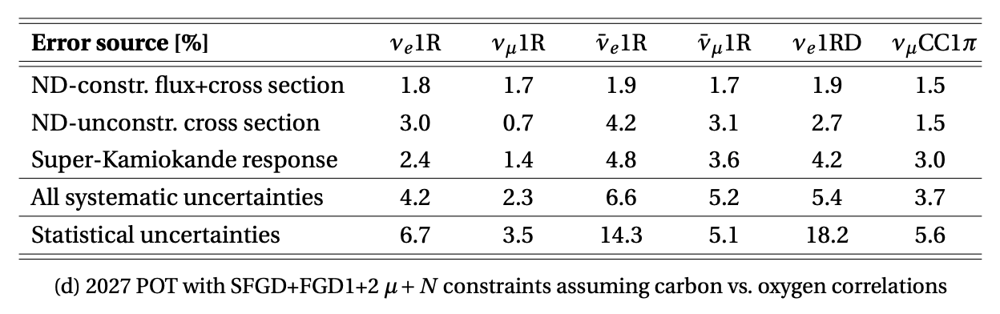 Error source [%] νe1R νμ1R ν̄e1R ν̄μ1R νe1RD νμCC1π
ND-constr. flux+cross section 1.8 1.7 1.9 1.7 1.9 1.5
ND-unconstr. cross section 3.0 0.7 4.2 3.1 2.7 1.5
Super-Kamiokande response 2.4 1.4 4.8 3.6 4.2 3.0
All systematic uncertainties 4.2 2.3 6.6 5.2 5.4 3.7
Statistical uncertainties 6.7 3.5 14.3 5.1 18.2 5.6
(d) 2027 POT with SFGD+FGD1+2 μ + N constraints assuming carbon vs. oxygen correlations